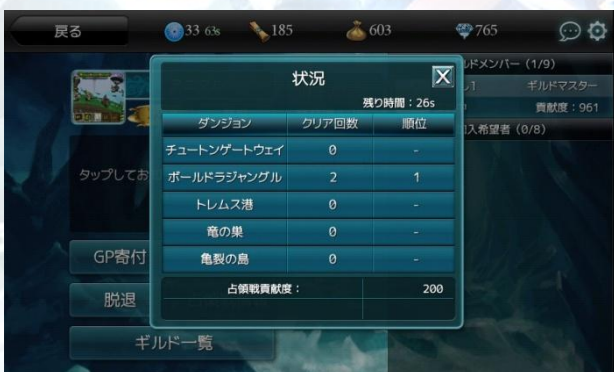 戻る 33 63s 185 603 765
状況 X
残り時間：26s
ダンジョン クリア回数 順位
チュートンゲートウェイ 0 -
ボールドラジャングル 2 1
トレムス港 0 -
竜の巣 0 -
亀裂の島 0 -
占領戦貢献度： 200
ルドメンバー（1/9）
ギルドマスター
貢献度：961
加入希望者（0/8）
タップしてお
GP寄付
脱退
ギルド一覧